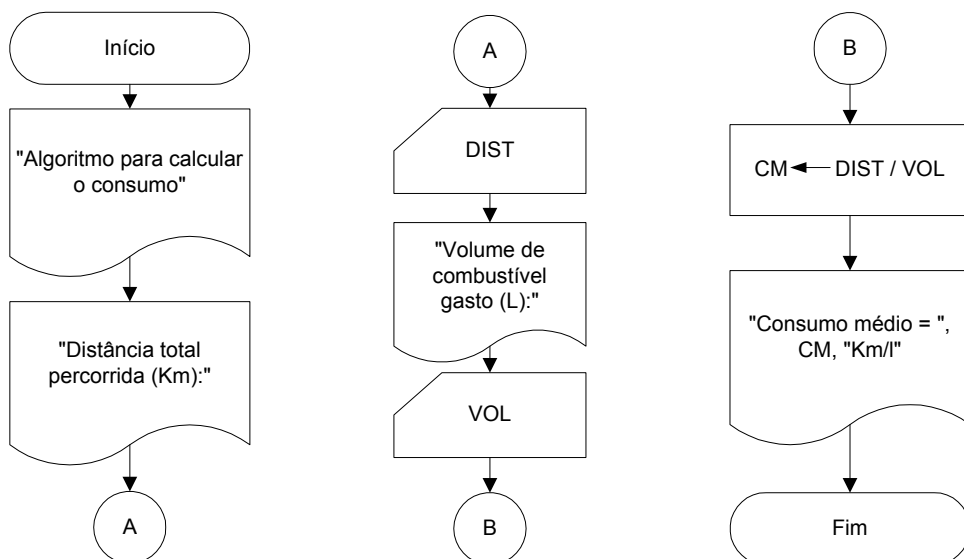 Início
"Algoritmo para calcular
o consumo"
"Distância total
percorrida (Km):"
A
A
DIST
"Volume de
combustível
gasto (L):"
VOL
B
B
CM DIST / VOL
"Consumo médio = ",
CM, "Km/l"
Fim